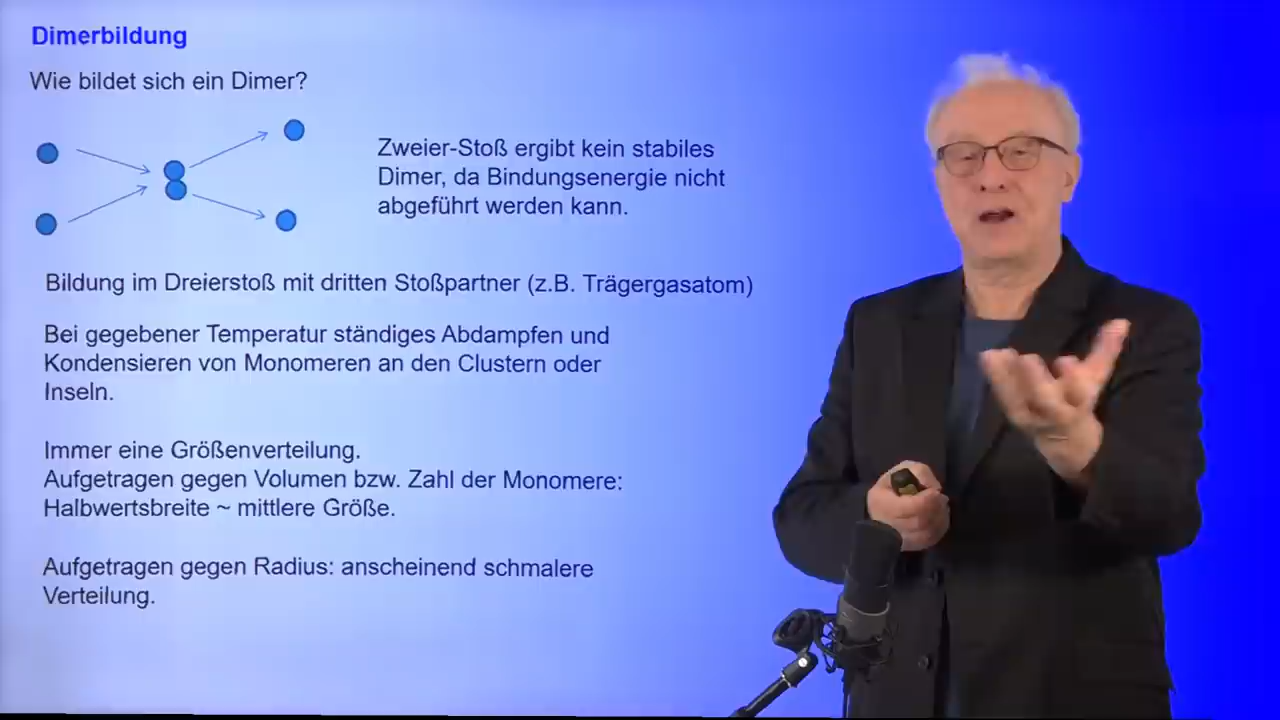 Dimerbildung
Wie bildet sich ein Dimer?
Zweier-Stoß ergibt kein stabiles
Dimer, da Bindungsenergie nicht
abgeführt werden kann.
Bildung im Dreierstoß mit dritten Stoßpartner (z.B. Trägergasatom)
Bei gegebener Temperatur ständiges Abdampfen und
Kondensieren von Monomeren an den Clustern oder
Inseln.
Immer eine Größenverteilung.
Aufgetragen gegen Volumen bzw. Zahl der Monomere:
Halbwertsbreite ~ mittlere Größe.
Aufgetragen gegen Radius: anscheinend schmalere
Verteilung.